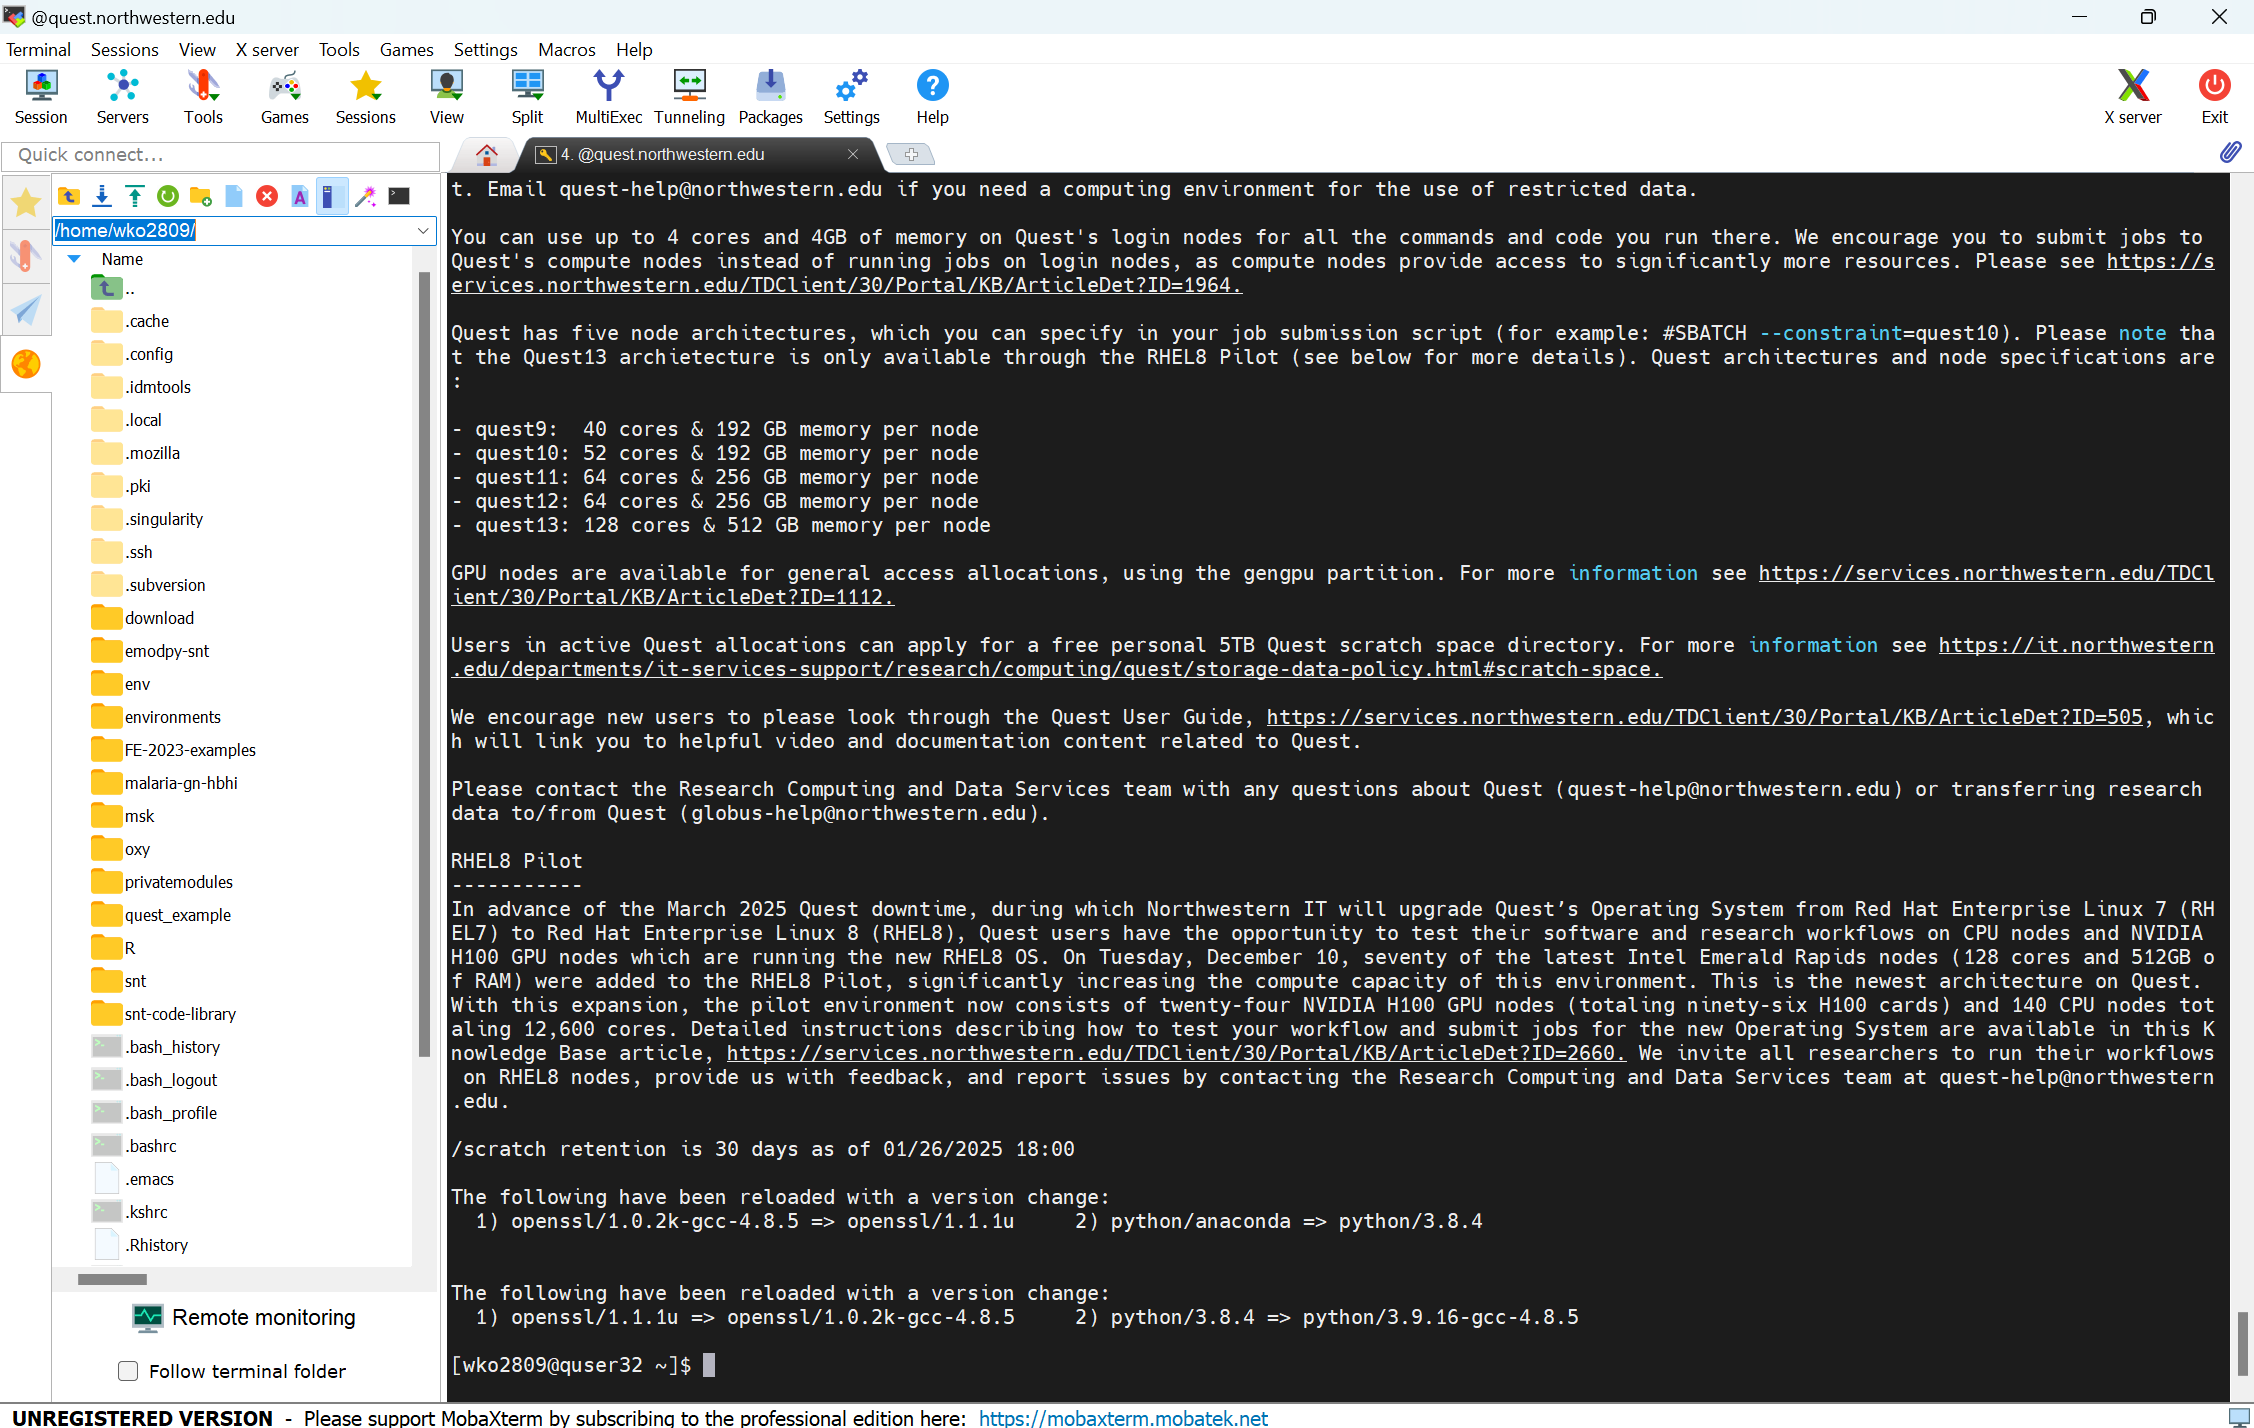 @quest.northwestern.edu
Terminal Sessions View X server Tools Games Settings Macros Help
Session Servers Tools Games Sessions View Split MultiExec Tunneling Packages Settings Help X server Exit
Quick connect...
4. @quest.northwestern.edu
/home/wko2809/
Name
..
.cache
.config
.idmtools
.local
.mozilla
.pki
.singularity
.ssh
.subversion
download
emodpy-snt
env
environments
FE-2023-examples
malaria-gn-hbhi
msk
oxy
privatemodules
quest_example
R
snt
snt-code-library
.bash_history
.bash_logout
.bash_profile
.bashrc
.emacs
.kshrc
.Rhistory
Remote monitoring
Follow terminal folder
t. Email quest-help@northwestern.edu if you need a computing environment for the use of restricted data.
You can use up to 4 cores and 4GB of memory on Quest's login nodes for all the commands and code you run there. We encourage you to submit jobs to
Quest's compute nodes instead of running jobs on login nodes, as compute nodes provide access to significantly more resources. Please see https://s
ervices.northwestern.edu/TDClient/30/Portal/KB/ArticleDet?ID=1964.
Quest has five node architectures, which you can specify in your job submission script (for example: #SBATCH --constraint=quest10). Please note tha
t the Quest13 archietecture is only available through the RHEL8 Pilot (see below for more details). Quest architectures and node specifications are
:
- quest9:  40 cores & 192 GB memory per node
- quest10: 52 cores & 192 GB memory per node
- quest11: 64 cores & 256 GB memory per node
- quest12: 64 cores & 256 GB memory per node
- quest13: 128 cores & 512 GB memory per node
GPU nodes are available for general access allocations, using the gengpu partition. For more information see https://services.northwestern.edu/TDCl
ient/30/Portal/KB/ArticleDet?ID=1112.
Users in active Quest allocations can apply for a free personal 5TB Quest scratch space directory. For more information see https://it.northwestern
.edu/departments/it-services-support/research/computing/quest/storage-data-policy.html#scratch-space.
We encourage new users to please look through the Quest User Guide, https://services.northwestern.edu/TDClient/30/Portal/KB/ArticleDet?ID=505, whic
h will link you to helpful video and documentation content related to Quest.
Please contact the Research Computing and Data Services team with any questions about Quest (quest-help@northwestern.edu) or transferring research
data to/from Quest (globus-help@northwestern.edu).
RHEL8 Pilot
-----------
In advance of the March 2025 Quest downtime, during which Northwestern IT will upgrade Quest’s Operating System from Red Hat Enterprise Linux 7 (RH
EL7) to Red Hat Enterprise Linux 8 (RHEL8), Quest users have the opportunity to test their software and research workflows on CPU nodes and NVIDIA
H100 GPU nodes which are running the new RHEL8 OS. On Tuesday, December 10, seventy of the latest Intel Emerald Rapids nodes (128 cores and 512GB o
f RAM) were added to the RHEL8 Pilot, significantly increasing the compute capacity of this environment. This is the newest architecture on Quest.
With this expansion, the pilot environment now consists of twenty-four NVIDIA H100 GPU nodes (totaling ninety-six H100 cards) and 140 CPU nodes tot
aling 12,600 cores. Detailed instructions describing how to test your workflow and submit jobs for the new Operating System are available in this K
nowledge Base article, https://services.northwestern.edu/TDClient/30/Portal/KB/ArticleDet?ID=2660. We invite all researchers to run their workflows
on RHEL8 nodes, provide us with feedback, and report issues by contacting the Research Computing and Data Services team at quest-help@northwestern
.edu.
/scratch retention is 30 days as of 01/26/2025 18:00
The following have been reloaded with a version change:
1) openssl/1.0.2k-gcc-4.8.5 => openssl/1.1.1u     2) python/anaconda => python/3.8.4
The following have been reloaded with a version change:
1) openssl/1.1.1u => openssl/1.0.2k-gcc-4.8.5     2) python/3.8.4 => python/3.9.16-gcc-4.8.5
[wko2809@quser32 ~]$
UNREGISTERED VERSION - Please support MobaXterm by subscribing to the professional edition here: https://mobaxterm.mobatek.net